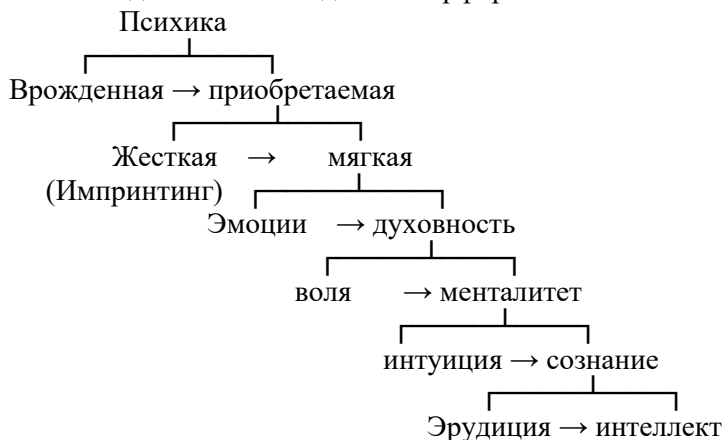 Психика
Врожденная → приобретаемая
Жесткая → мягкая
(Импринтинг)
Эмоции → духовность
воля → менталитет
интуиция → сознание
Эрудиция → интеллект